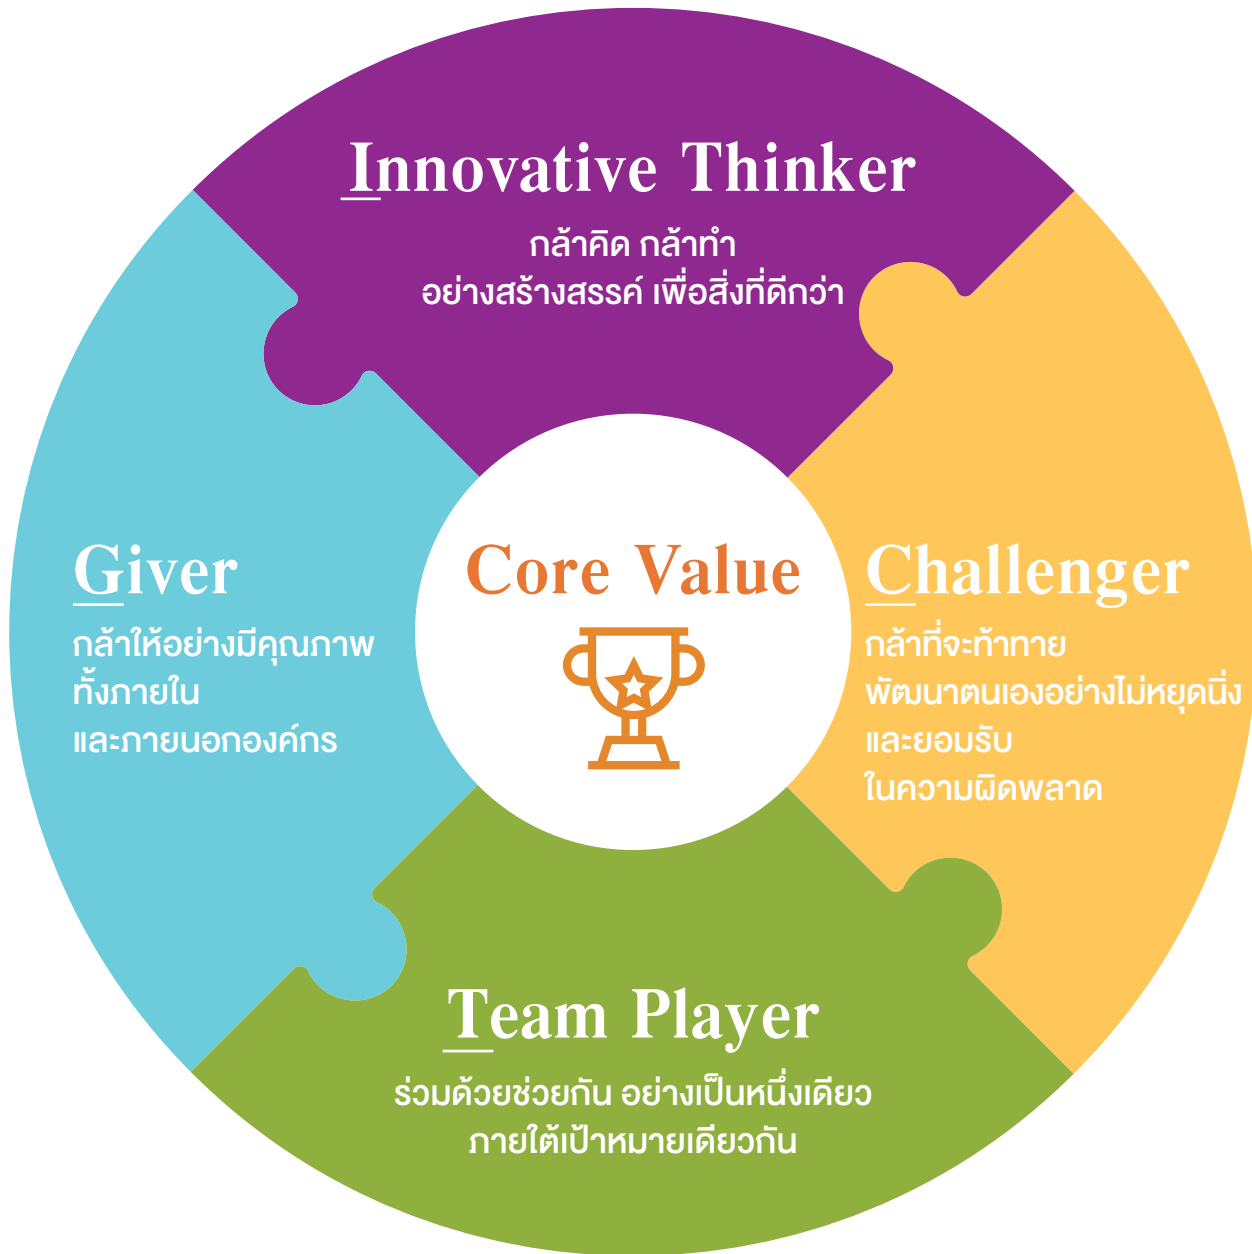 Innovative Thinker
กล้าคิด กล้าทำ
อย่างสร้างสรรค์ เพื่อสิ่งที่ดีกว่า
Giver
กล้าให้อย่างมีคุณภาพ
ทั้งภายใน
และภายนอกองค์กร
Core Value
Challenger
กล้าที่จะท้าทาย
พัฒนาตนเองอย่างไม่หยุดนิ่ง
และยอมรับ
ในความผิดพลาด
Team Player
ร่วมด้วยช่วยกัน อย่างเป็นหนึ่งเดียว
ภายใต้เป้าหมายเดียวกัน